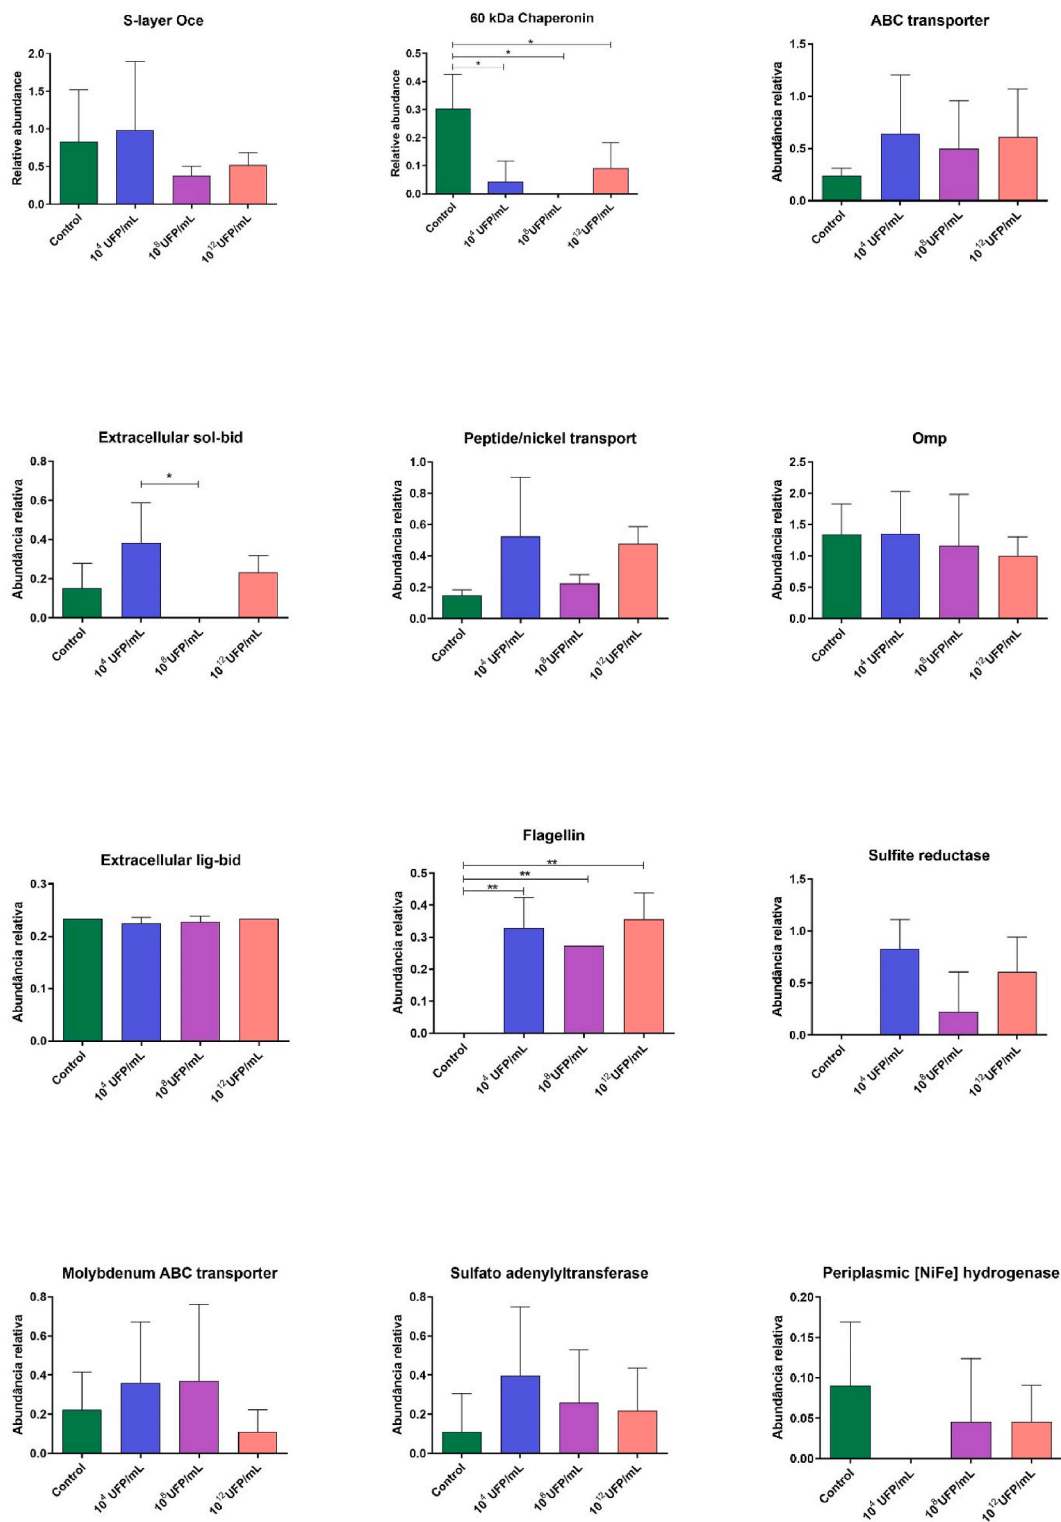 S-layer Oce
Relative abundance
2.0
1.5
1.0
0.5
0.0
Control
10⁴ UFP/mL
10⁸UFP/mL
10¹²UFP/mL
60 kDa Chaperonin
Relative abundance
0.5
0.4
0.3
0.2
0.1
0.0
*
*
*
Control
10⁴ UFP/mL
10⁸UFP/mL
10¹²UFP/mL
ABC transporter
Abundância relativa
1.5
1.0
0.5
0.0
Control
10⁴ UFP/mL
10⁸UFP/mL
10¹²UFP/mL
Extracellular sol-bid
Abundância relativa
0.8
0.6
0.4
0.2
0.0
*
Control
10⁴ UFP/mL
10⁸UFP/mL
10¹²UFP/mL
Peptide/nickel transport
Abundância relativa
1.0
0.8
0.6
0.4
0.2
0.0
Control
10⁴ UFP/mL
10⁸UFP/mL
10¹²UFP/mL
Omp
Abundância relativa
2.5
2.0
1.5
1.0
0.5
0.0
Control
10⁴ UFP/mL
10⁸UFP/mL
10¹²UFP/mL
Extracellular lig-bid
Abundância relativa
0.3
0.2
0.1
0.0
Control
10⁴ UFP/mL
10⁸UFP/mL
10¹²UFP/mL
Flagellin
Abundância relativa
0.5
0.4
0.3
0.2
0.1
0.0
**
**
**
Control
10⁴ UFP/mL
10⁸UFP/mL
10¹²UFP/mL
Sulfite reductase
Abundância relativa
1.5
1.0
0.5
0.0
Control
10⁴ UFP/mL
10⁸UFP/mL
10¹²UFP/mL
Molybdenum ABC transporter
Abundância relativa
0.8
0.6
0.4
0.2
0.0
Control
10⁴ UFP/mL
10⁸UFP/mL
10¹²UFP/mL
Sulfato adenylyltransferase
Abundância relativa
0.8
0.6
0.4
0.2
0.0
Control
10⁴ UFP/mL
10⁸UFP/mL
10¹²UFP/mL
Periplasmic [NiFe] hydrogenase
Abundância relativa
0.20
0.15
0.10
0.05
0.00
Control
10⁴ UFP/mL
10⁸UFP/mL
10¹²UFP/mL